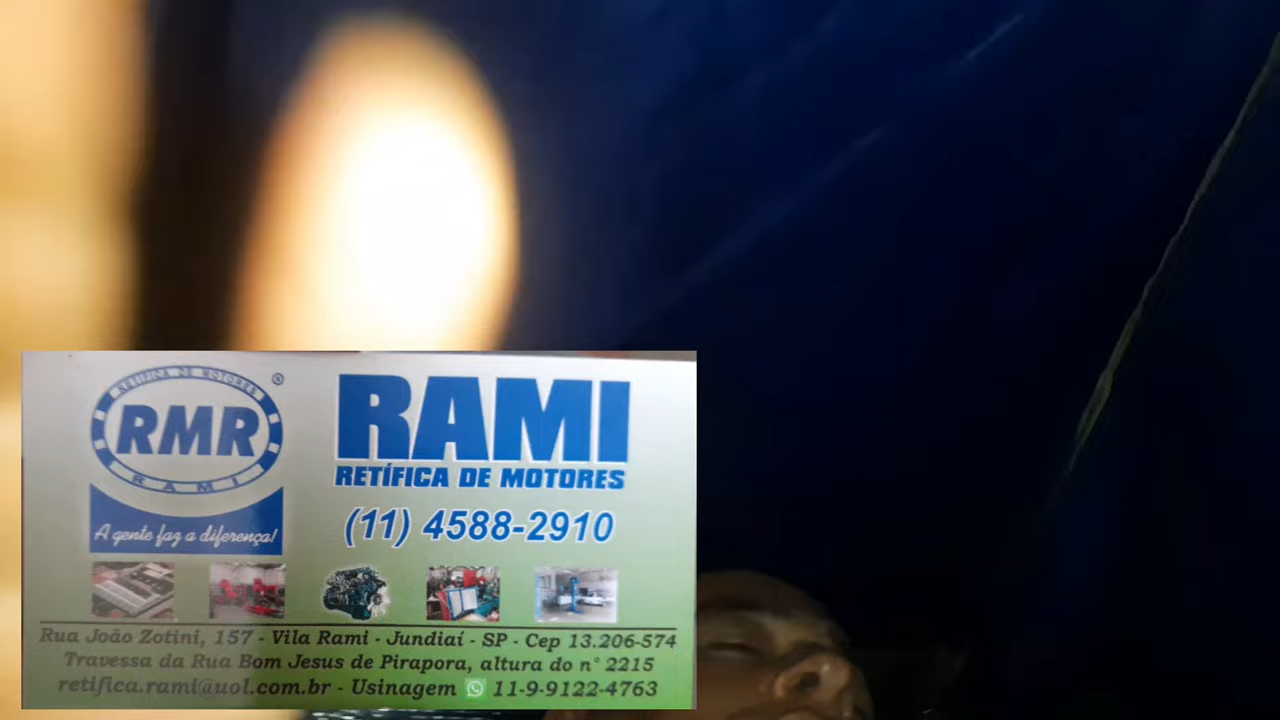 RETÍFICA DE MOTORES
®
RMR
RAMI
A gente faz a diferença!
RAMI
RETÍFICA DE MOTORES
(11) 4588-2910
Rua João Zotini, 157 - Vila Rami - Jundiaí - SP - Cep 13.206-574
Travessa da Rua Bom Jesus de Pirapora, altura do n° 2215
retifica.rami@uol.com.br - Usinagem 11-9-9122-4763